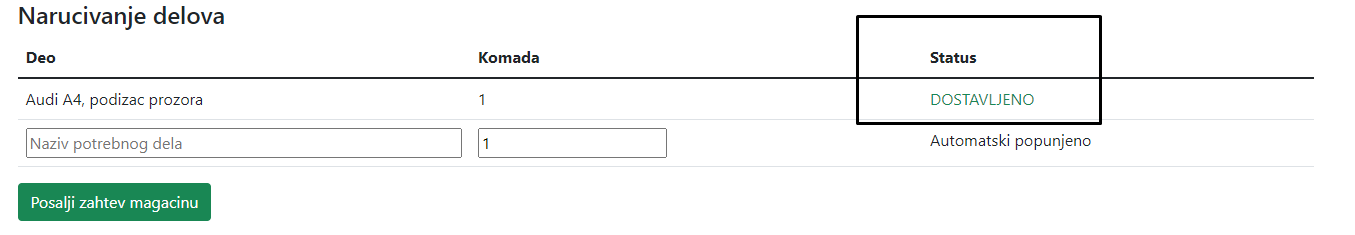 Narucivanje delova
Deo Komada Status
Audi A4, podizac prozora 1 DOSTAVLJENO
Naziv potrebnog dela 1 Automatski popunjeno
Posalji zahtev magacinu